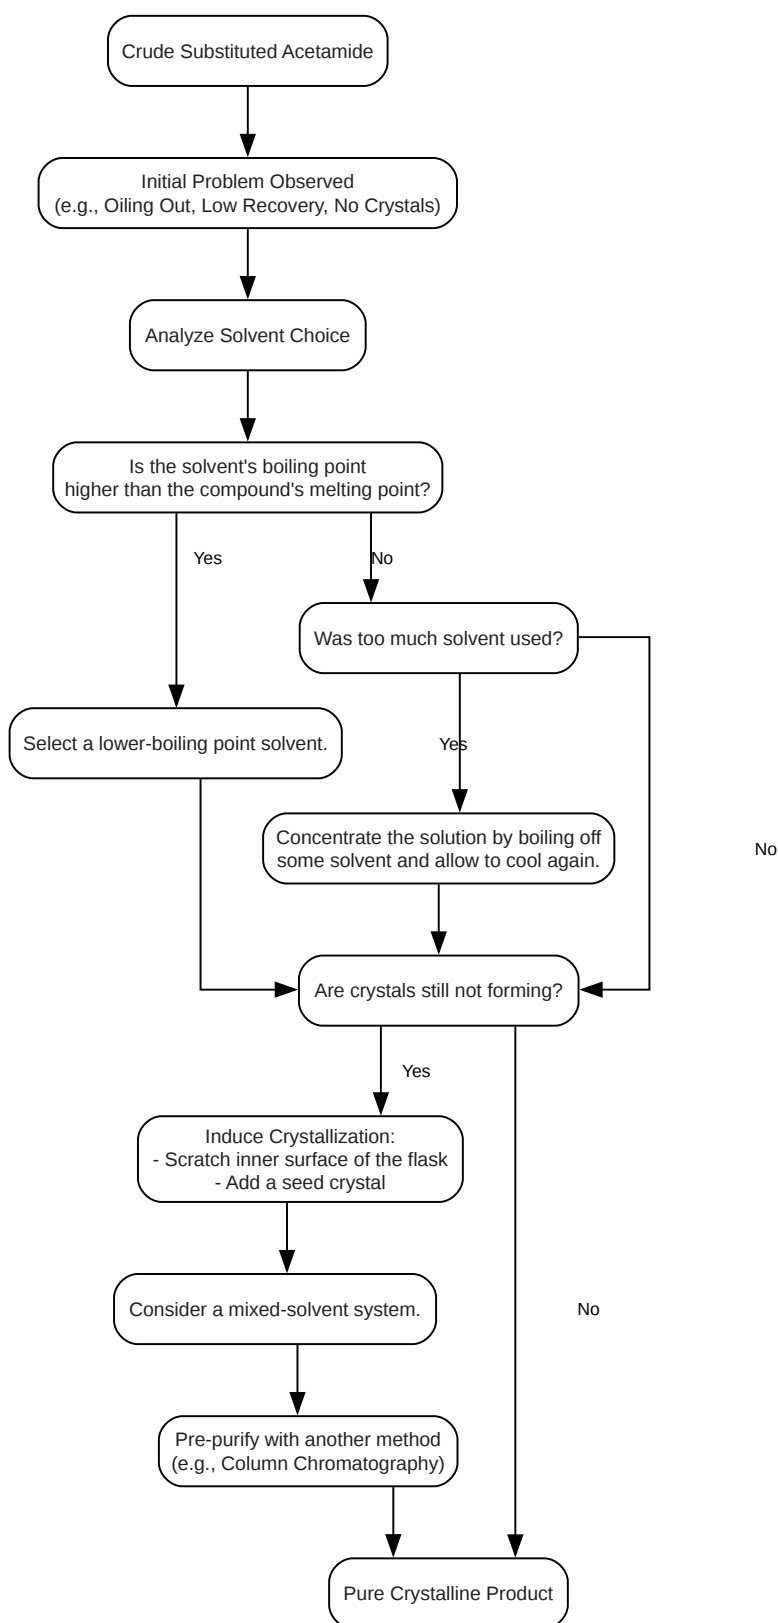 Crude Substituted Acetamide
Initial Problem Observed
(e.g., Oiling Out, Low Recovery, No Crystals)
Analyze Solvent Choice
Is the solvent's boiling point
higher than the compound's melting point?
Yes
No
Was too much solvent used?
Select a lower-boiling point solvent.
Yes
Concentrate the solution by boiling off
some solvent and allow to cool again.
No
Are crystals still not forming?
Yes
Induce Crystallization:
- Scratch inner surface of the flask
- Add a seed crystal
Consider a mixed-solvent system.
No
Pre-purify with another method
(e.g., Column Chromatography)
Pure Crystalline Product